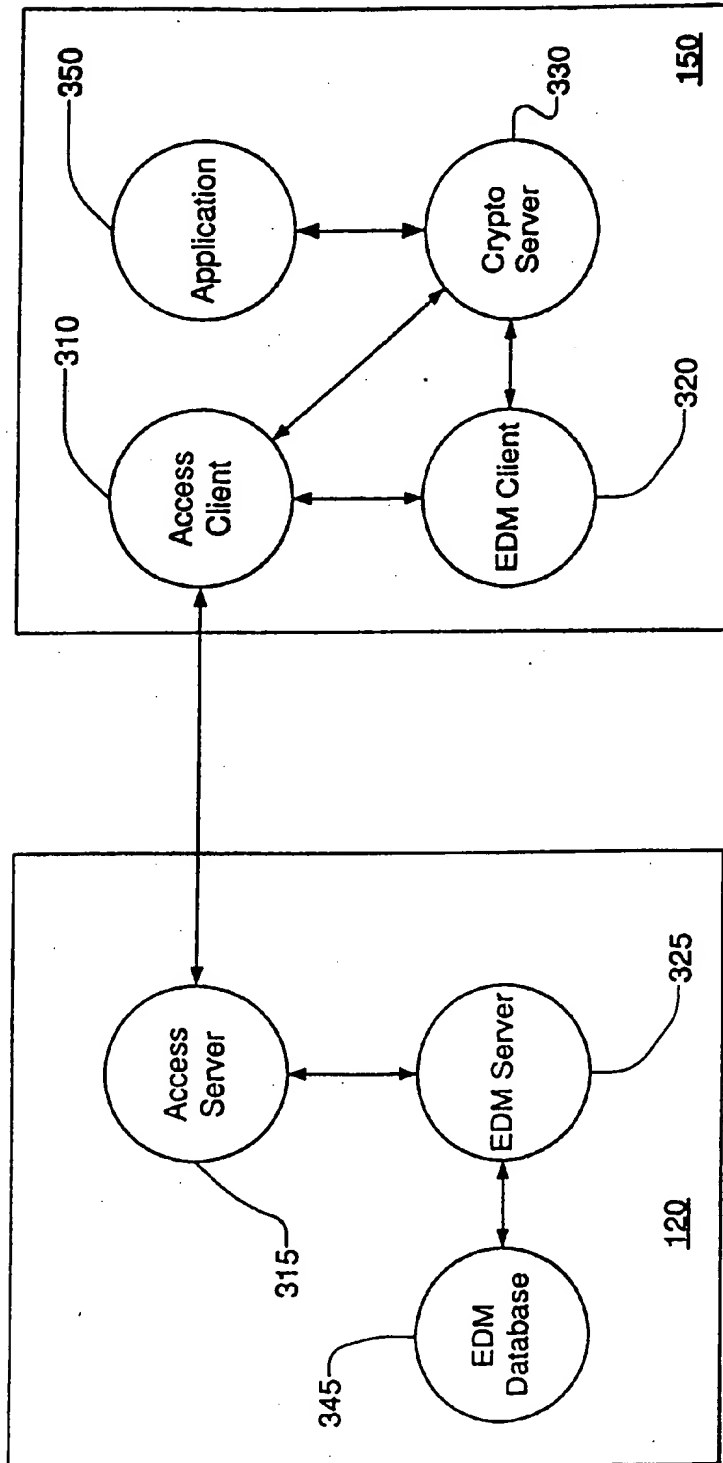 350
Application
150
330
Crypto
Server
310
Access
Client
EDM Client
320
Access
Server
315
EDM Server
325
120
EDM
Database
345